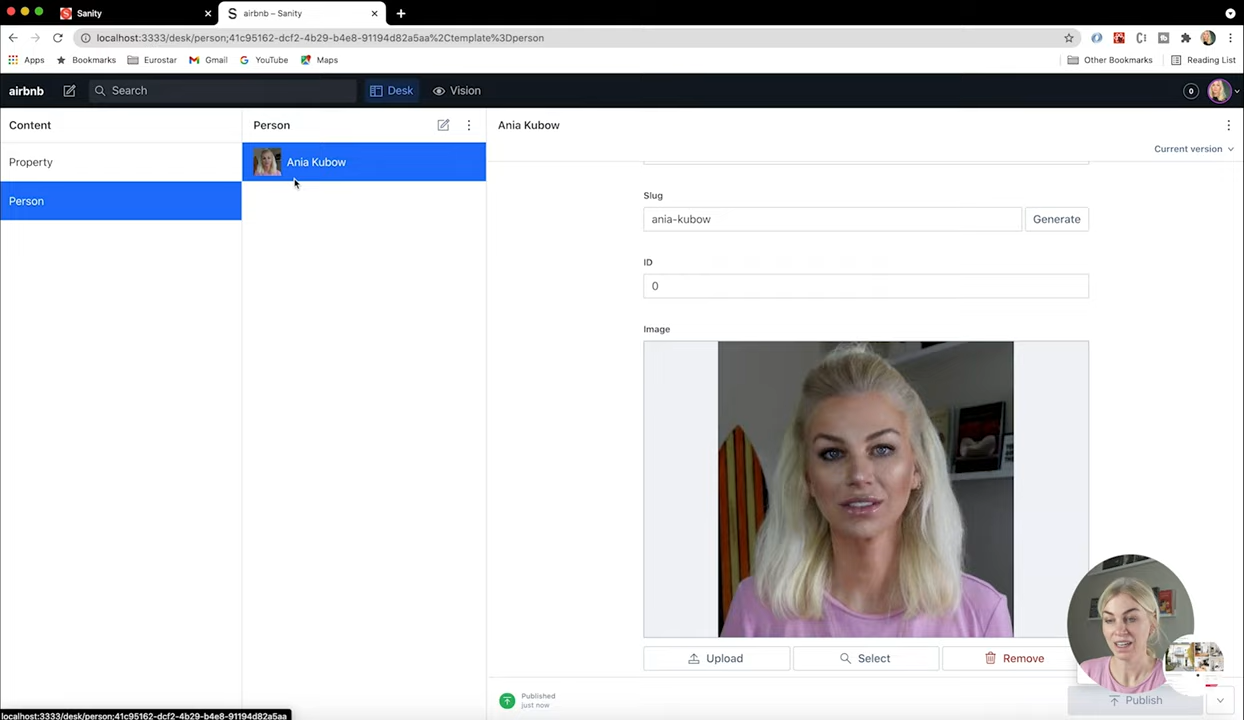 Sanity
airbnb – Sanity
localhost:3333/desk/person;41c95162-dcf2-4b29-b4e8-91194d82a5aa%2Ctemplate%3Dperson
Apps Bookmarks Eurostar Gmail YouTube Maps Other Bookmarks Reading List
airbnb Search Desk Vision 0
Content Person Ania Kubow
Current version
Property Ania Kubow
Person
Slug
ania-kubow Generate
ID
0
Image
Upload Select Remove
Published
just now
Publish
localhost:3333/desk/person;41c95162-dcf2-4b29-b4e8-91194d82a5aa